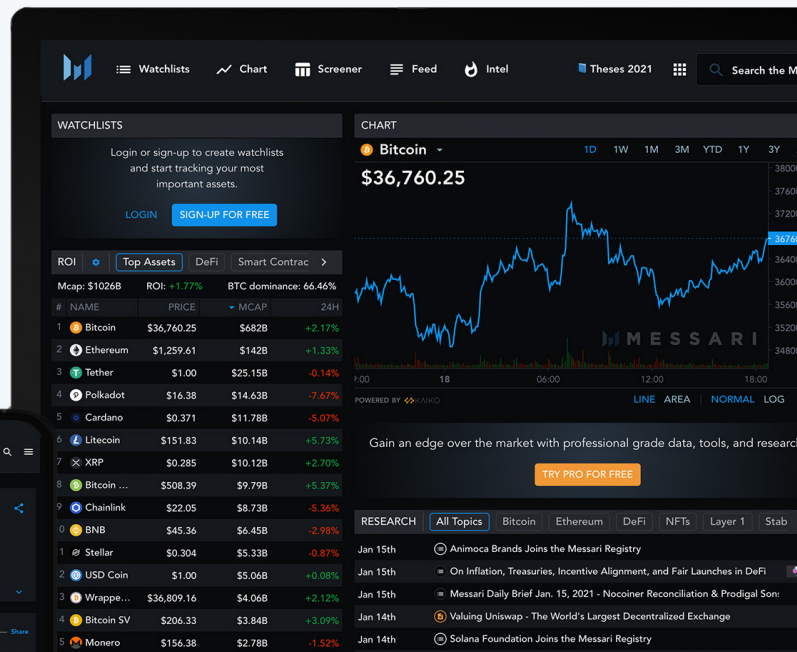 Watchlists Chart Screener Feed Intel Theses 2021 Search the M
WATCHLISTS
Login or sign-up to create watchlists
and start tracking your most
important assets.
LOGIN SIGN-UP FOR FREE
ROI Top Assets DeFi Smart Contrac
Mcap: $1026B ROI: +1.77% BTC dominance: 66.46%
# NAME PRICE MCAP 24H
1 Bitcoin $36,760.25 $682B +2.17%
2 Ethereum $1,259.61 $142B +1.33%
3 Tether $1.00 $25.15B -0.14%
4 Polkadot $16.38 $14.63B -7.67%
5 Cardano $0.371 $11.78B -5.07%
6 Litecoin $151.83 $10.14B +5.73%
7 XRP $0.285 $10.12B +2.70%
8 Bitcoin ... $508.39 $9.79B +5.37%
9 Chainlink $22.05 $8.73B -5.36%
0 BNB $45.36 $6.45B -2.98%
1 Stellar $0.304 $5.33B -0.87%
2 USD Coin $1.00 $5.06B +0.08%
3 Wrappe... $36,809.16 $4.06B +2.12%
4 Bitcoin SV $206.33 $3.84B +3.09%
5 Monero $156.38 $2.78B -1.52%
Share
CHART
Bitcoin 1D 1W 1M 3M YTD 1Y 3Y
$36,760.25
3800
3760
3720
3676
3640
3600
3560
3520
3480
MESSARI
18 06:00 12:00 18:00
POWERED BY KAIKO LINE AREA NORMAL LOG
Gain an edge over the market with professional grade data, tools, and research
TRY PRO FOR FREE
RESEARCH All Topics Bitcoin Ethereum DeFi NFTs Layer 1 Stab
Jan 15th Animoca Brands Joins the Messari Registry
Jan 15th On Inflation, Treasuries, Incentive Alignment, and Fair Launches in DeFi
Jan 15th Messari Daily Brief Jan. 15, 2021 - Nocoiner Reconciliation & Prodigal Sons
Jan 14th Valuing Uniswap - The World's Largest Decentralized Exchange
Jan 14th Solana Foundation Joins the Messari Registry